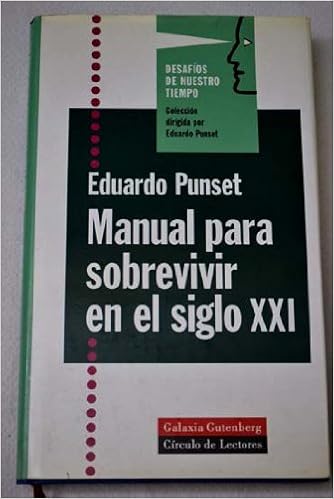 DESAFÍOS
DE NUESTRO
TIEMPO
Colección
dirigida por
Eduardo Punset
Eduardo Punset
Manual para
sobrevivir
en el siglo XXI
Galaxia Gutenberg
Círculo de Lectores